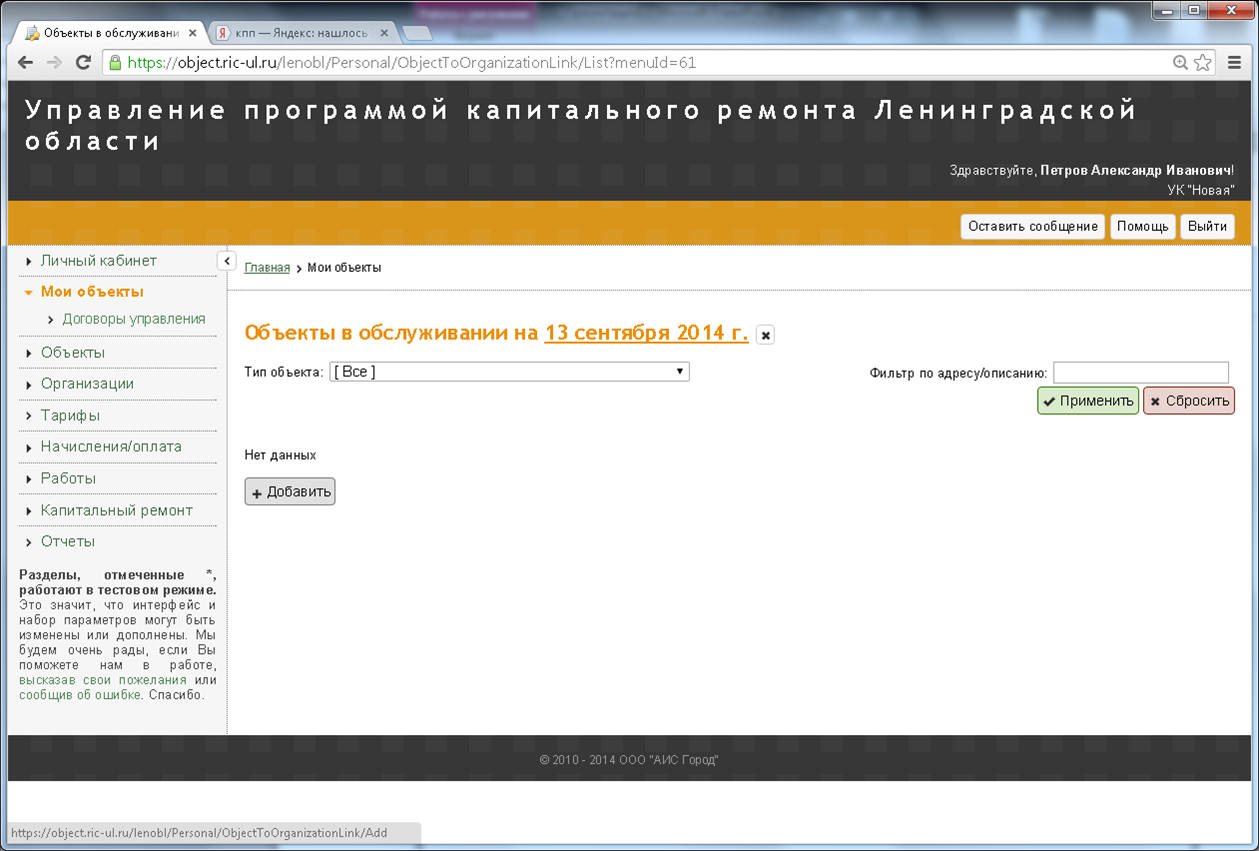 Объекты в обслуживани
кпп — Яндекс: нашлось
https://object.ric-ul.ru/lenobl/Personal/ObjectToOrganizationLink/List?menuId=61
Управление программой капитального ремонта Ленинградской
области
Здравствуйте, Петров Александр Иванович!
УК "Новая"
Оставить сообщение Помощь Выйти
Личный кабинет
Мои объекты
Договоры управления
Объекты
Организации
Тарифы
Начисления/оплата
Работы
Капитальный ремонт
Отчеты
Разделы, отмеченные *,
работают в тестовом режиме.
Это значит, что интерфейс и
набор параметров могут быть
изменены или дополнены. Мы
будем очень рады, если Вы
поможете нам в работе,
высказав свои пожелания или
сообщив об ошибке. Спасибо.
Главная > Мои объекты
Объекты в обслуживании на 13 сентября 2014 г.
Тип объекта: [ Все ]
Фильтр по адресу/описанию:
Применить Сбросить
Нет данных
+ Добавить
© 2010 - 2014 ООО "АИС Город"
https://object.ric-ul.ru/lenobl/Personal/ObjectToOrganizationLink/Add